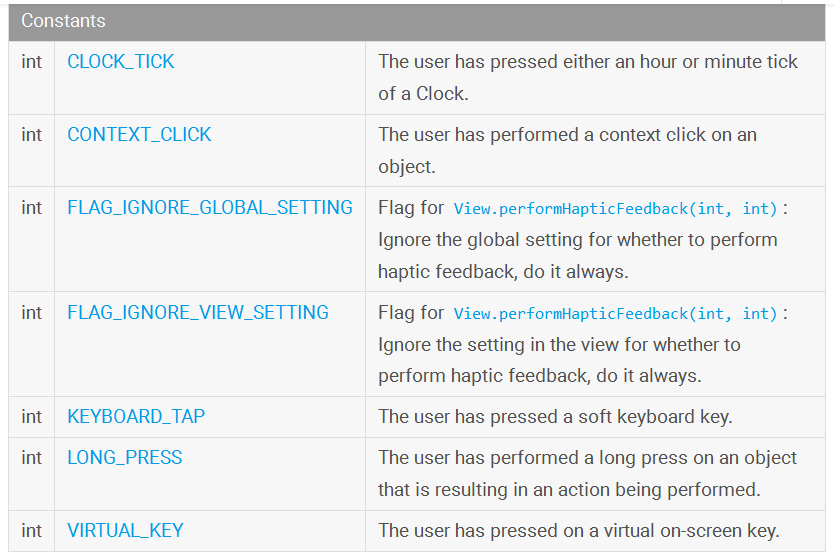 Constants
int CLOCK_TICK The user has pressed either an hour or minute tick
of a Clock.
int CONTEXT_CLICK The user has performed a context click on an
object.
int FLAG_IGNORE_GLOBAL_SETTING Flag for View.performHapticFeedback(int, int) :
Ignore the global setting for whether to perform
haptic feedback, do it always.
int FLAG_IGNORE_VIEW_SETTING Flag for View.performHapticFeedback(int, int) :
Ignore the setting in the view for whether to
perform haptic feedback, do it always.
int KEYBOARD_TAP The user has pressed a soft keyboard key.
int LONG_PRESS The user has performed a long press on an object
that is resulting in an action being performed.
int VIRTUAL_KEY The user has pressed on a virtual on-screen key.